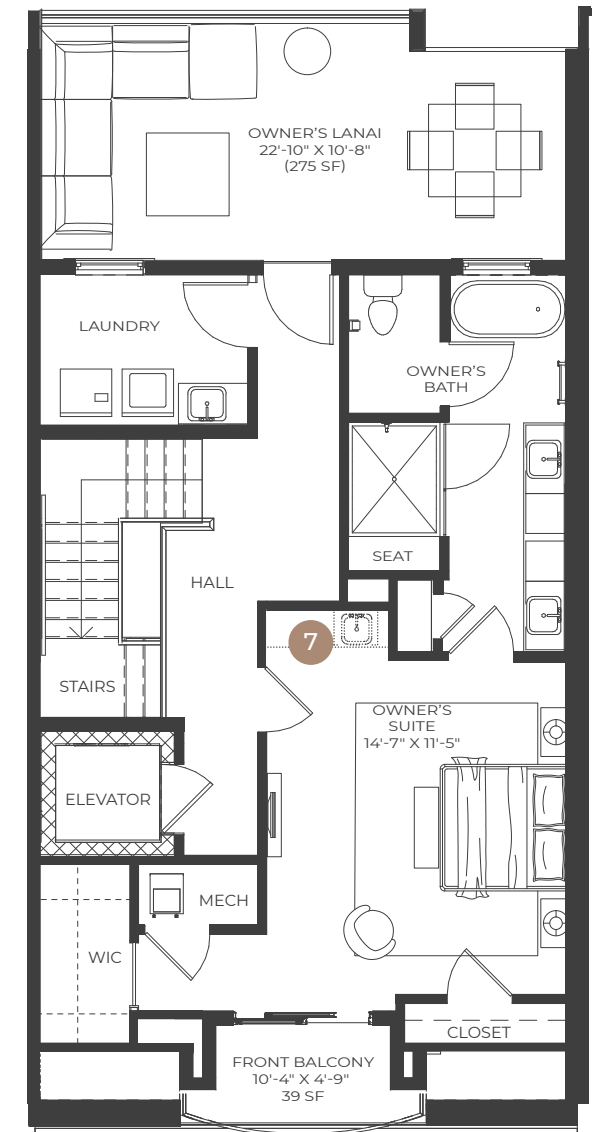 OWNER'S LANAI
22'-10" X 10'-8"
(275 SF)
LAUNDRY
OWNER'S
BATH
SEAT
HALL
7
STAIRS
OWNER'S
SUITE
14'-7" X 11'-5"
ELEVATOR
MECH
WIC
CLOSET
FRONT BALCONY
10'-4" X 4'-9"
39 SF